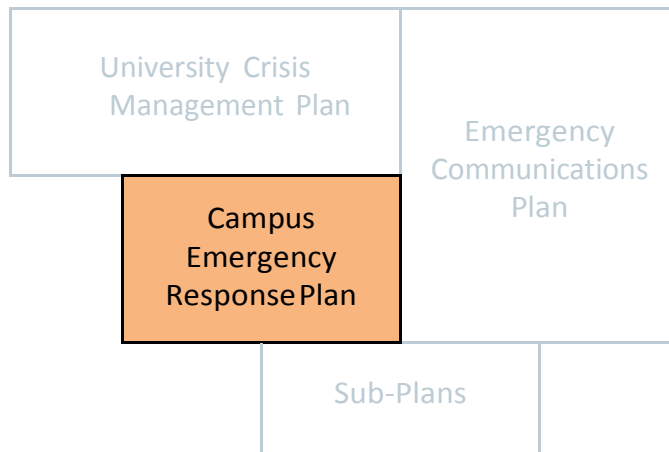 University Crisis
Management Plan
Emergency
Communications
Plan
Campus
Emergency
Response Plan
Sub-Plans